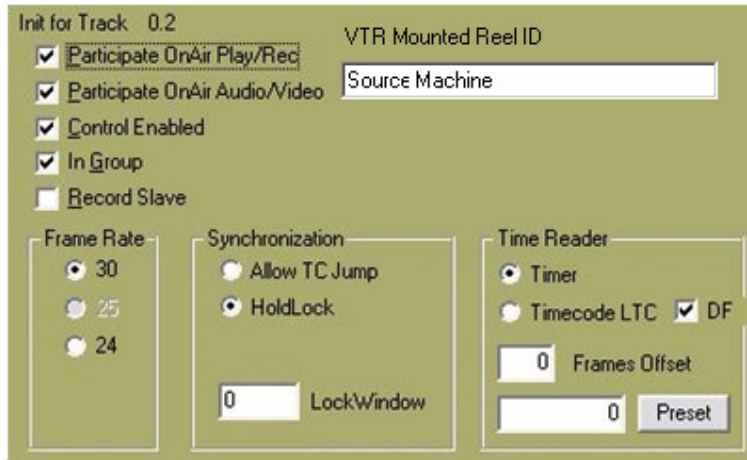 Init for Track 0.2
VTR Mounted Reel ID
Participate OnAir Play/Rec
Source Machine
Participate OnAir Audio/Video
Control Enabled
In Group
Record Slave
Frame Rate
30
25
24
Synchronization
Allow TC Jump
HoldLock
0 LockWindow
Time Reader
Timer
Timecode LTC DF
0 Frames Offset
0 Preset